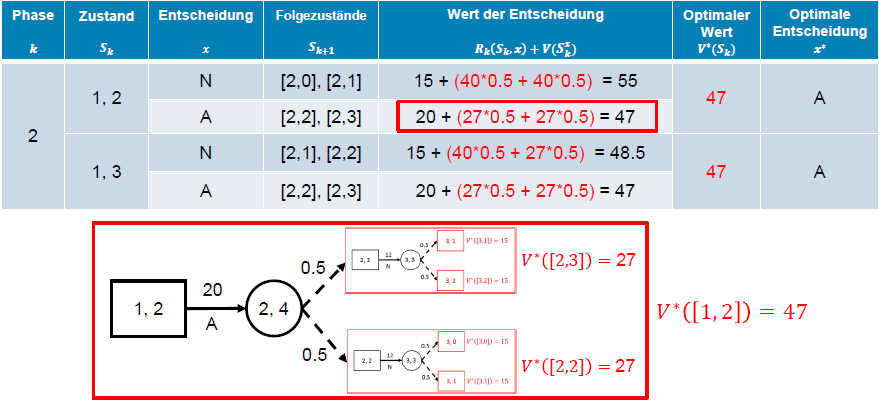 Phase Zustand Entscheidung Folgezustände Wert der Entscheidung Optimaler Wert Optimale Entscheidung
k S_k x S_{k+1} R_k(S_k, x) + V(S_k^x) V*(S_k) x*
2 1, 2 N [2,0], [2,1] 15 + (40*0.5 + 40*0.5) = 55 47 A
A [2,2], [2,3] 20 + (27*0.5 + 27*0.5) = 47
1, 3 N [2,1], [2,2] 15 + (40*0.5 + 27*0.5) = 48.5 47 A
A [2,2], [2,3] 20 + (27*0.5 + 27*0.5) = 47
1, 2
20
A
2, 4
0.5
0.5
2, 3
12
N
3, 3
0.5
0.5
3, 1 V*([3,1]) = 15
3, 2 V*([3,2]) = 15
V*([2,3]) = 27
2, 2
12
N
3, 3
0.5
0.5
3, 0 V*([3,0]) = 15
3, 1 V*([3,1]) = 15
V*([2,2]) = 27
V*([1,2]) = 47